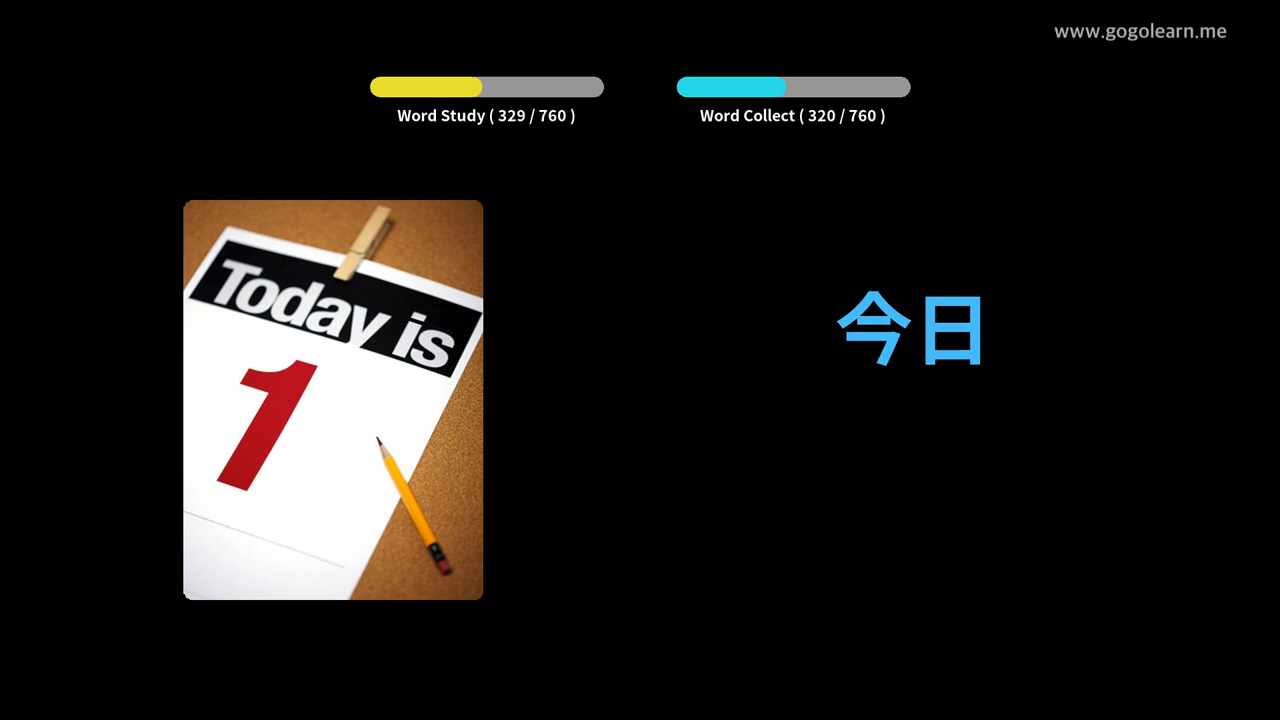 www.gogolearn.me
Word Study ( 329 / 760 )
Word Collect ( 320 / 760 )
Today is
1
今日